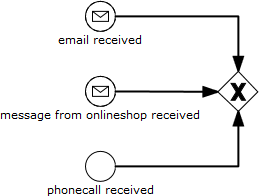 email received
message from onlineshop received
phonecall received